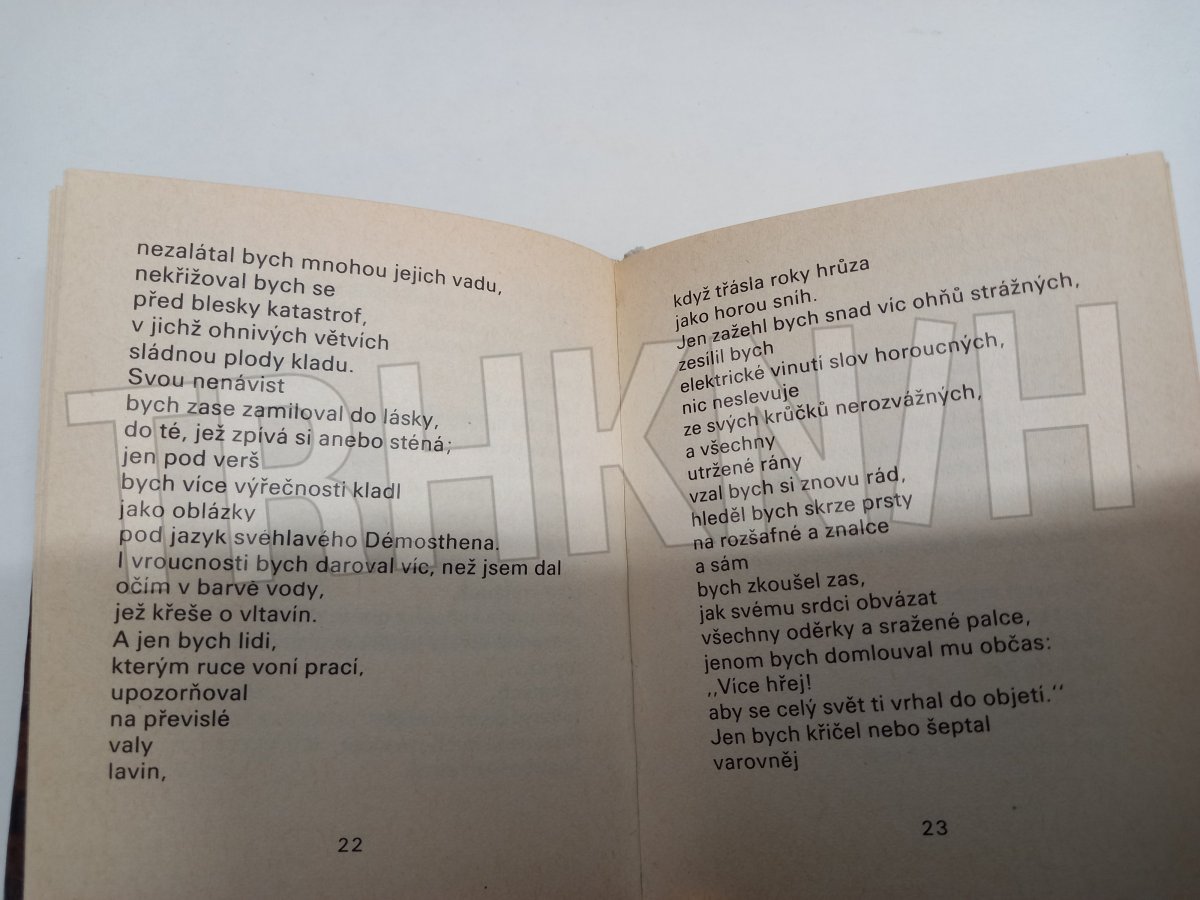 nezalátal bych mnohou jejich vadu,
nekřižoval bych se
před blesky katastrof,
v jichž ohnivých větvích
sládnou plody kladu.
Svou nenávist
bych zase zamiloval do lásky,
do té, jež zpívá si anebo sténá;
jen pod verš
bych více výřečnosti kladl
jako oblázky
pod jazyk svéhlavého Démosthena.
I vroucnosti bych daroval víc, než jsem dal
očím v barvě vody,
jež křeše o vltavín.
A jen bych lidi,
kterým ruce voní prací,
upozorňoval
na převislé
valy
lavin,
22
když třásla roky hrůza
jako horou sníh.
Jen zažehl bych snad víc ohňů strážných,
zesílil bych
elektrické vinutí slov horoucných,
nic neslevuje
ze svých krůčků nerozvážných,
a všechny
utržené rány
vzal bych si znovu rád,
hleděl bych skrze prsty
na rozšafné a znalce
a sám
bych zkoušel zas,
jak svému srdci obvázat
všechny oděrky a sražené palce,
jenom bych domlouval mu občas:
,,Více hřej!
aby se celý svět ti vrhal do objetí.''
Jen bych křičel nebo šeptal
varovněj
23
TRHKNIH